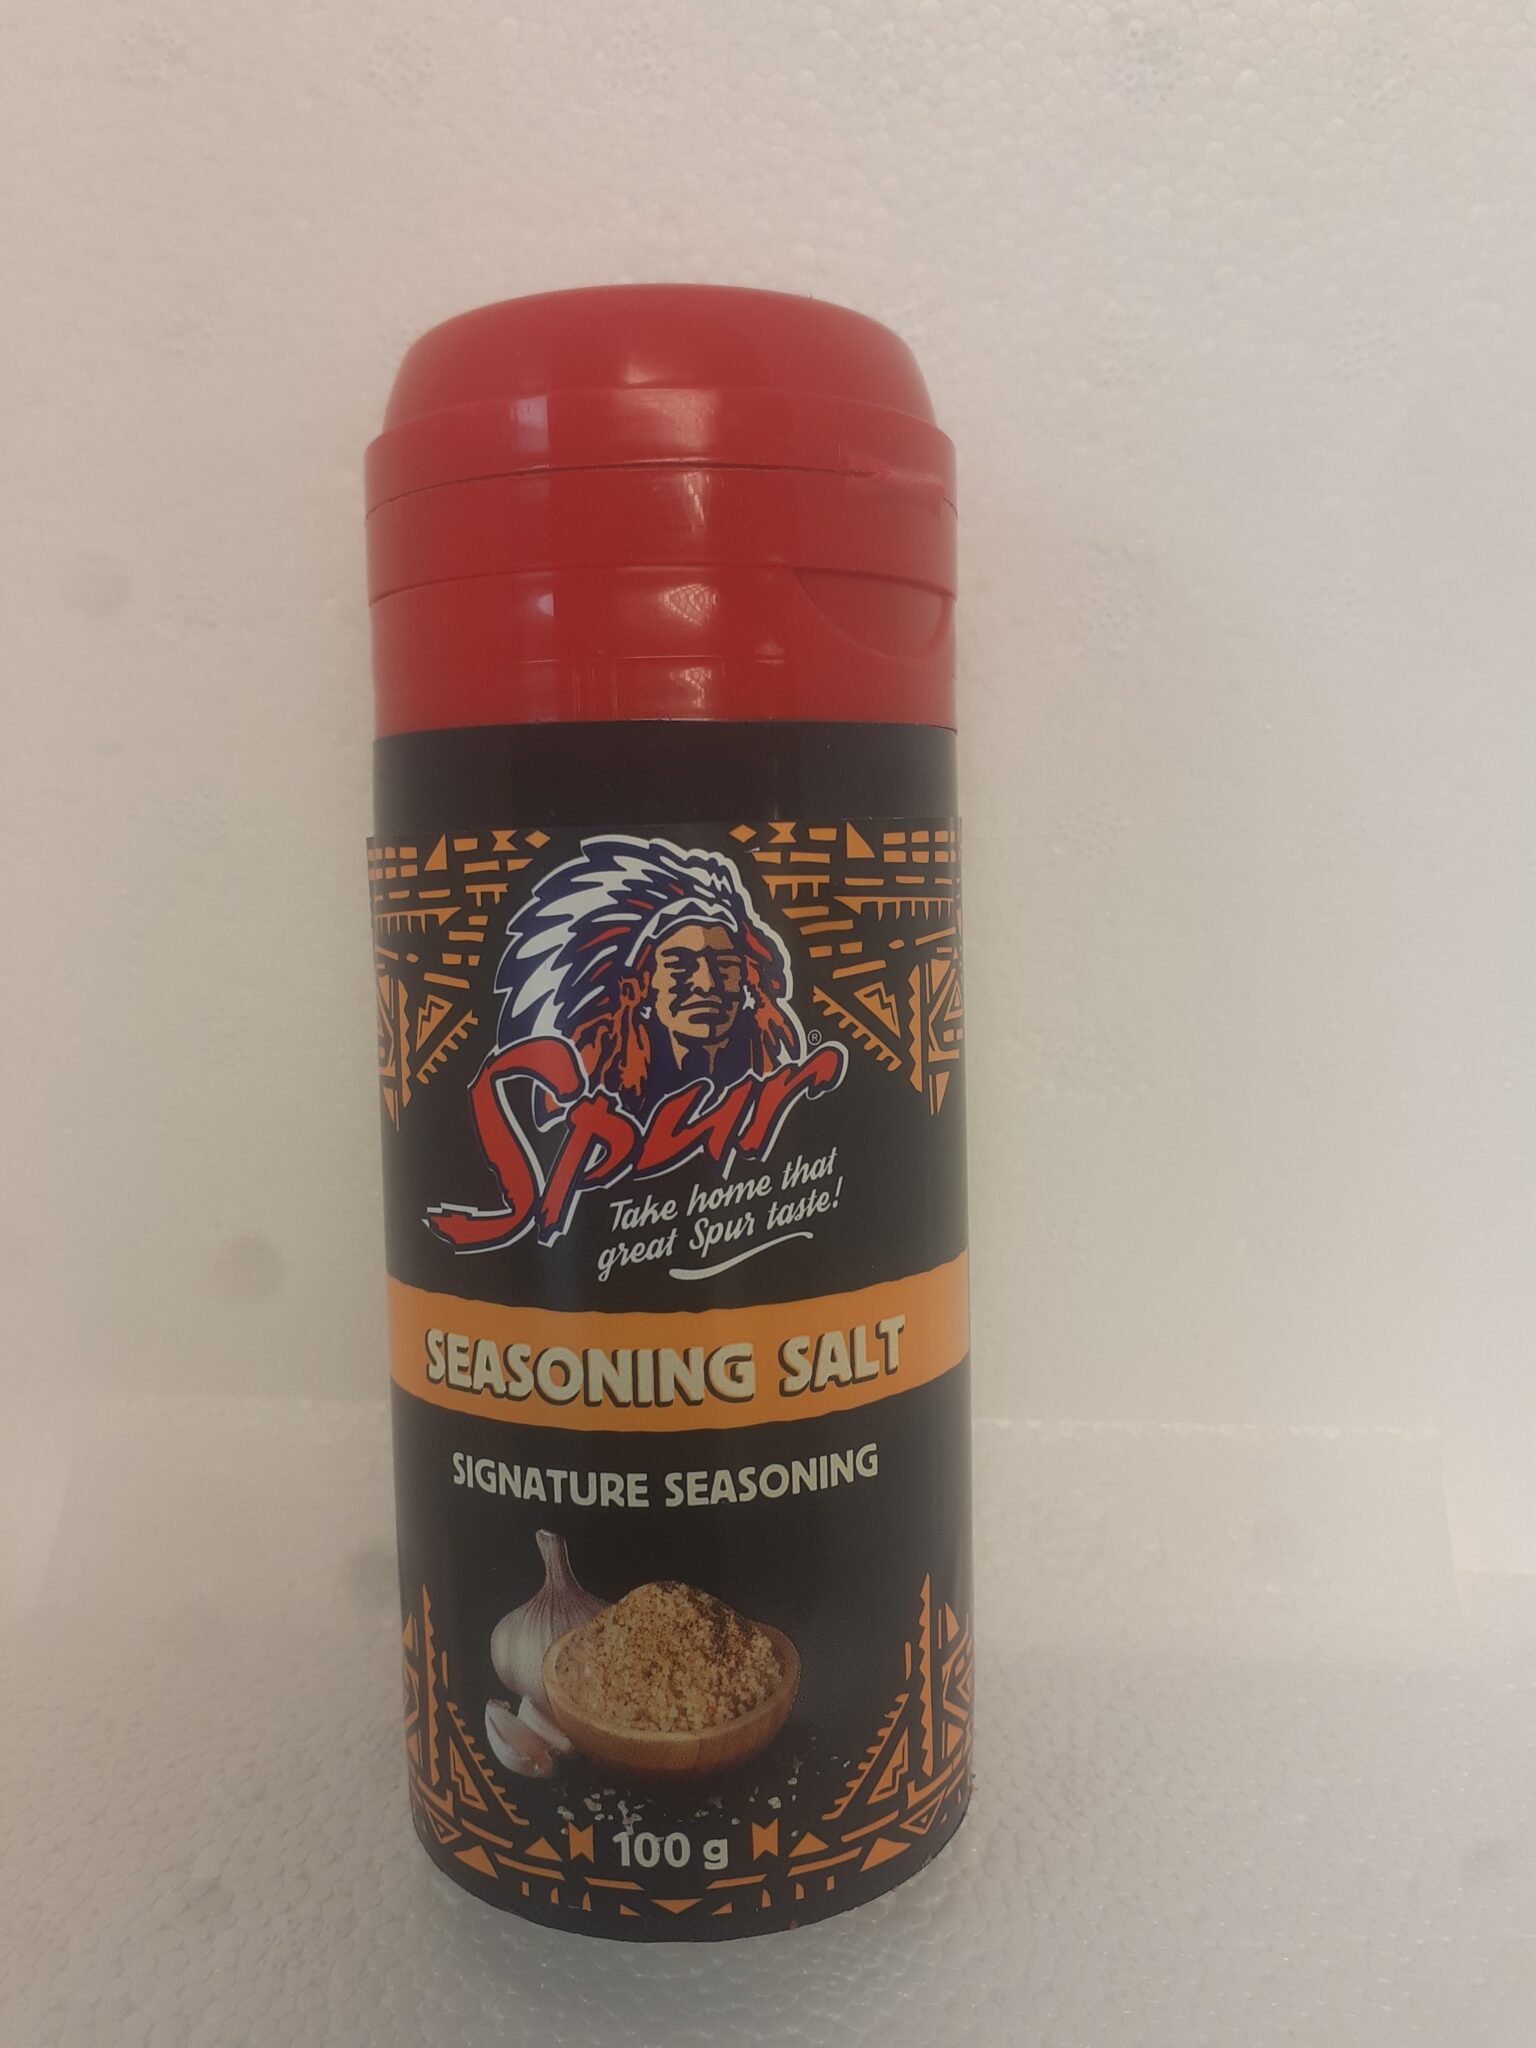 Spur®
Take home that
great Spur taste!
SEASONING SALT
SIGNATURE SEASONING
100 g